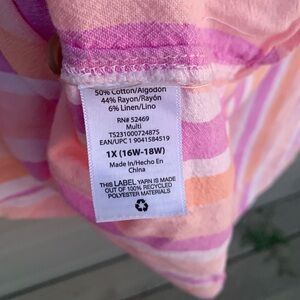 50% Cotton/Algodón
44% Rayon/Rayón
6% Linen/Lino
RN# 52469
Multi
TS231000724875
EAN/UPC 1 9041584519
1X (16W-18W)
Made in/Hecho En
China
THIS LABEL YARN IS MADE
OUT OF 100% RECYCLED
POLYESTER MATERIALS